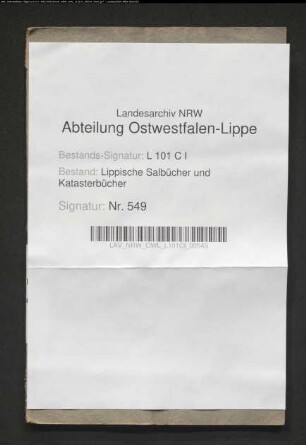 Landesarchiv NRW
Abteilung Ostwestfalen-Lippe
Bestands-Signatur: L 101 C I
Bestand: Lippische Salbücher und
Katasterbücher
Signatur: Nr. 549
LAV_NRW_OWL_L101CI_00549